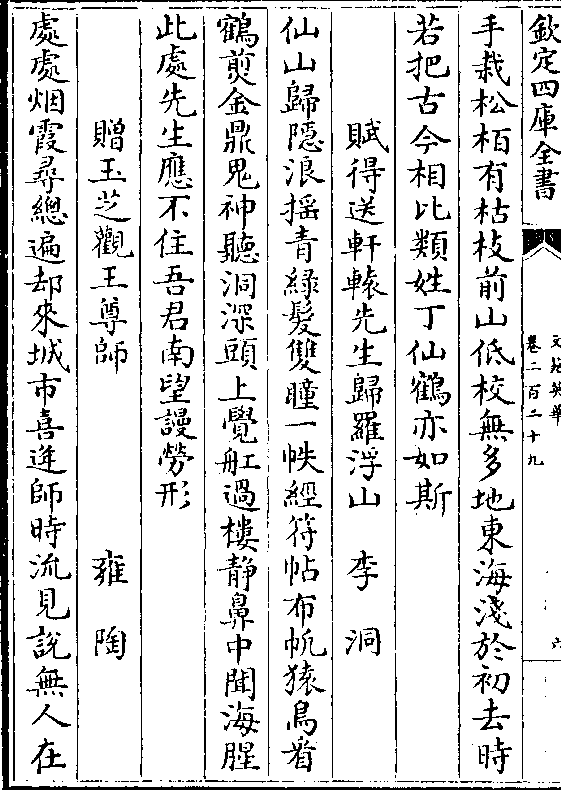 欽定四庫全書
文苑英華
卷二百二十九
六
手栽松栢有枯枝前山低校無多地東海淺於初去時
若把古今相比類姓丁仙鶴亦如斯
賦得送軒轅先生歸羅浮山 李洞
仙山歸隱浪揺青緑髪雙瞳一帙經符帖布帆猿鳥看
鶴煎金鼎鬼神聽洞深頭上覺舡過樓静鼻中聞海腥
此處先生應不住吾君南望謾勞形
贈玉芝觀王尊師 雍陶
處處烟霞尋總遍却來城市喜逢師時流見說無人在